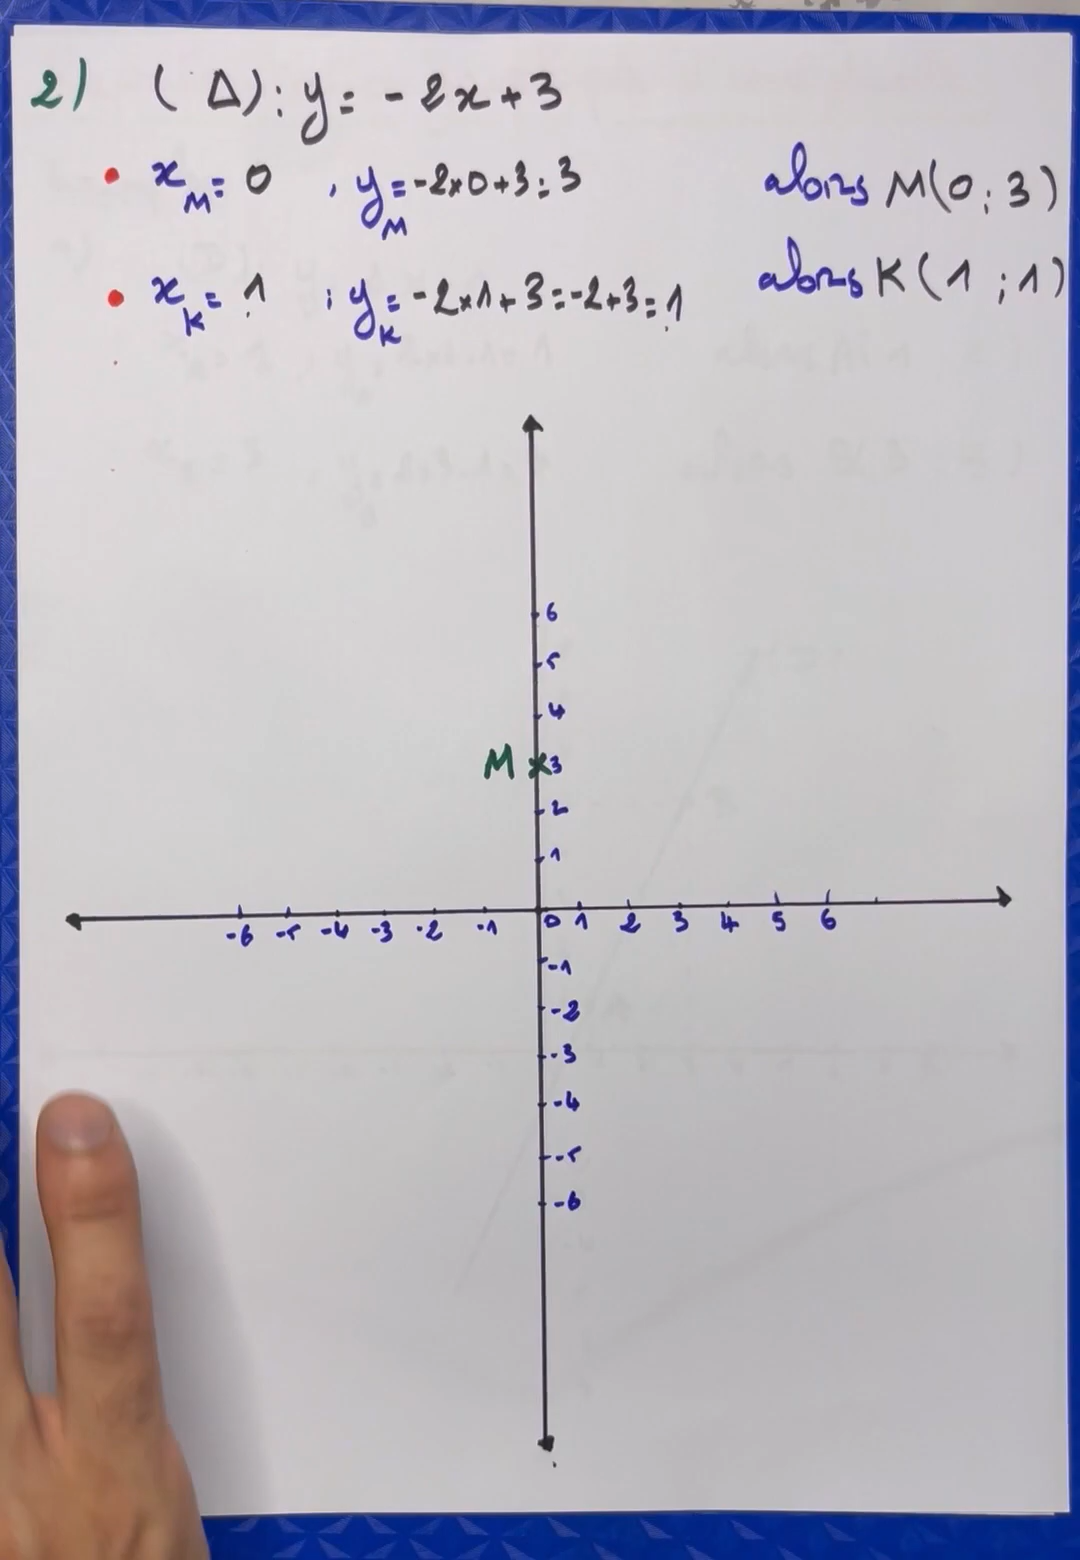 2) (Δ): y = -2x+3
• x_M = 0 , y_M = -2×0+3 = 3 alors M(0 ; 3)
• x_K = 1 ; y_K = -2×1+3 = -2+3 = 1 alors K(1 ; 1)
6
5
4
M × 3
2
1
-6 -5 -4 -3 -2 -1 0 1 2 3 4 5 6
-1
-2
-3
-4
-5
-6